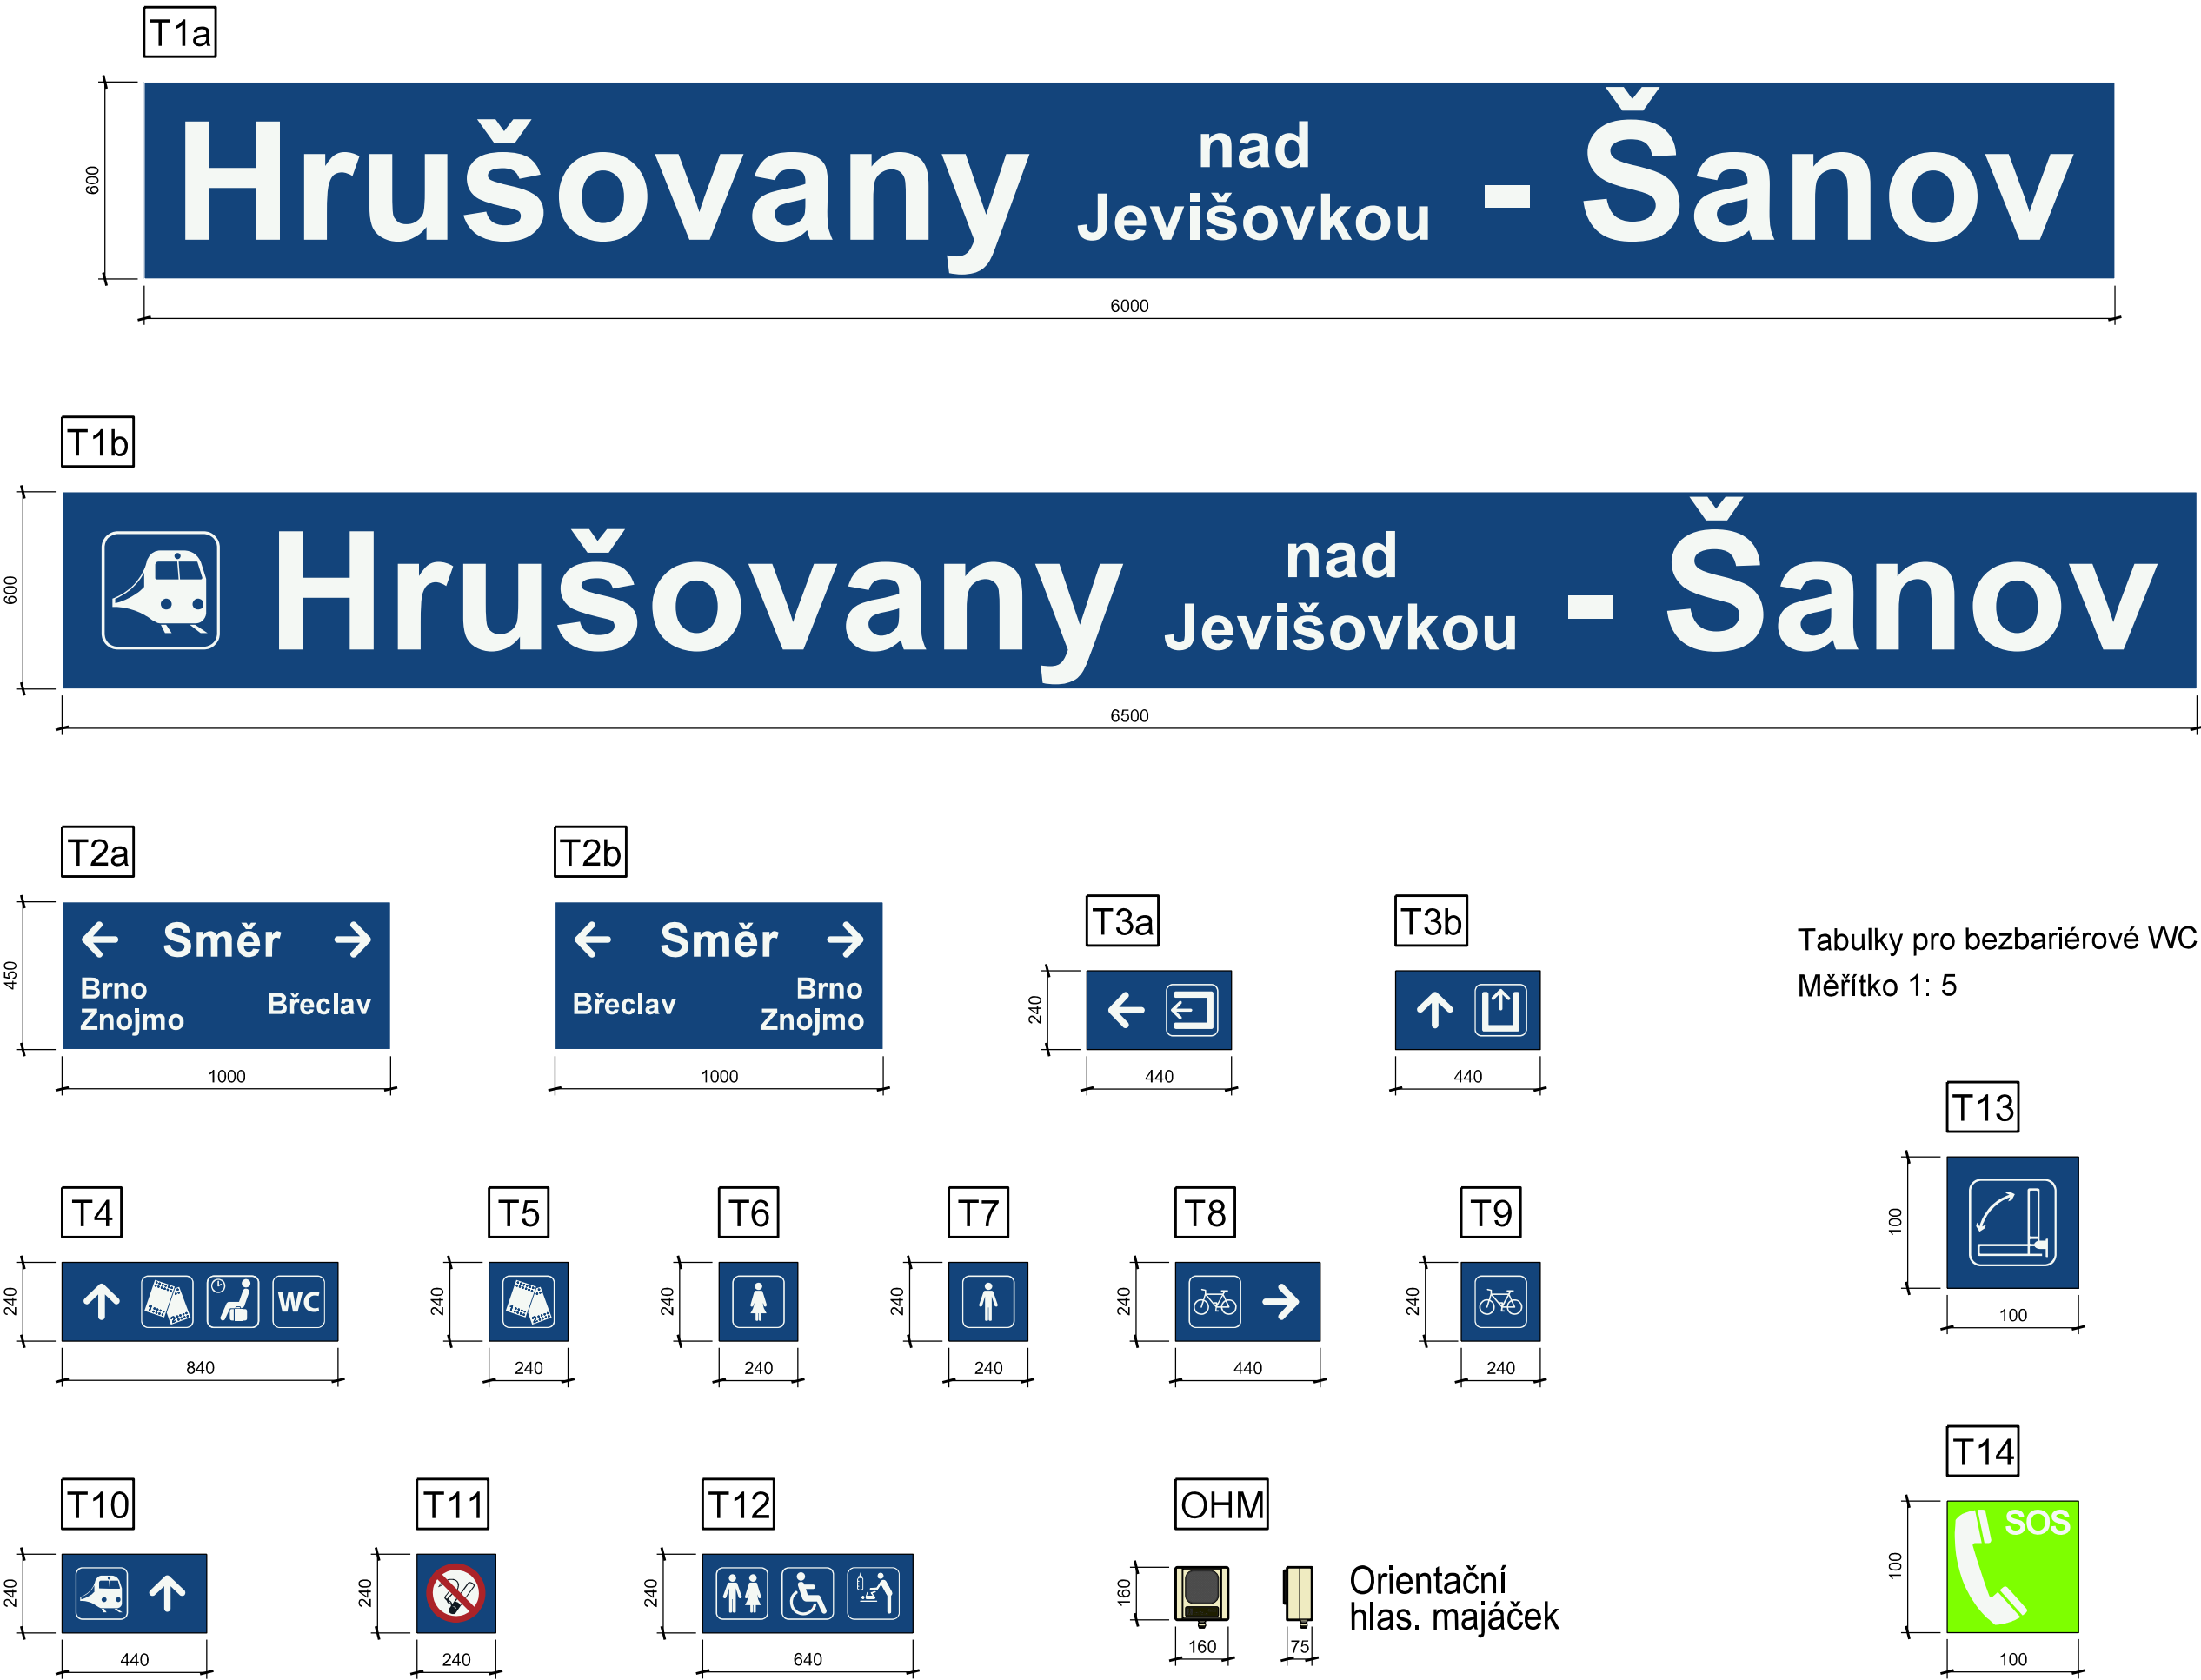 T1a
600
Hrušovany nad Jevišovkou - Šanov
6000
T1b
600
Hrušovany nad Jevišovkou - Šanov
6500
T2a
450
← Směr →
Brno
Znojmo
Břeclav
1000
T2b
← Směr →
Břeclav
Brno
Znojmo
1000
T3a
240
440
T3b
440
Tabulky pro bezbariérové WC
Měřítko 1: 5
T13
100
100
T4
240
WC
840
T5
240
240
T6
240
240
T7
240
240
T8
240
440
T9
240
240
T10
240
440
T11
240
240
T12
240
640
OHM
160
160
75
Orientační
hlas. majáček
T14
100
SOS
100